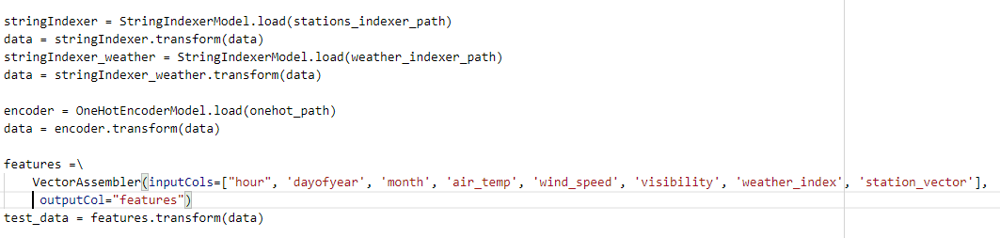 stringIndexer = StringIndexerModel.load(stations_indexer_path)
data = stringIndexer.transform(data)
stringIndexer_weather = StringIndexerModel.load(weather_indexer_path)
data = stringIndexer_weather.transform(data)
encoder = OneHotEncoderModel.load(onehot_path)
data = encoder.transform(data)
features =\
VectorAssembler(inputCols=["hour", 'dayofyear', 'month', 'air_temp', 'wind_speed', 'visibility', 'weather_index', 'station_vector'],
outputCol="features")
test_data = features.transform(data)